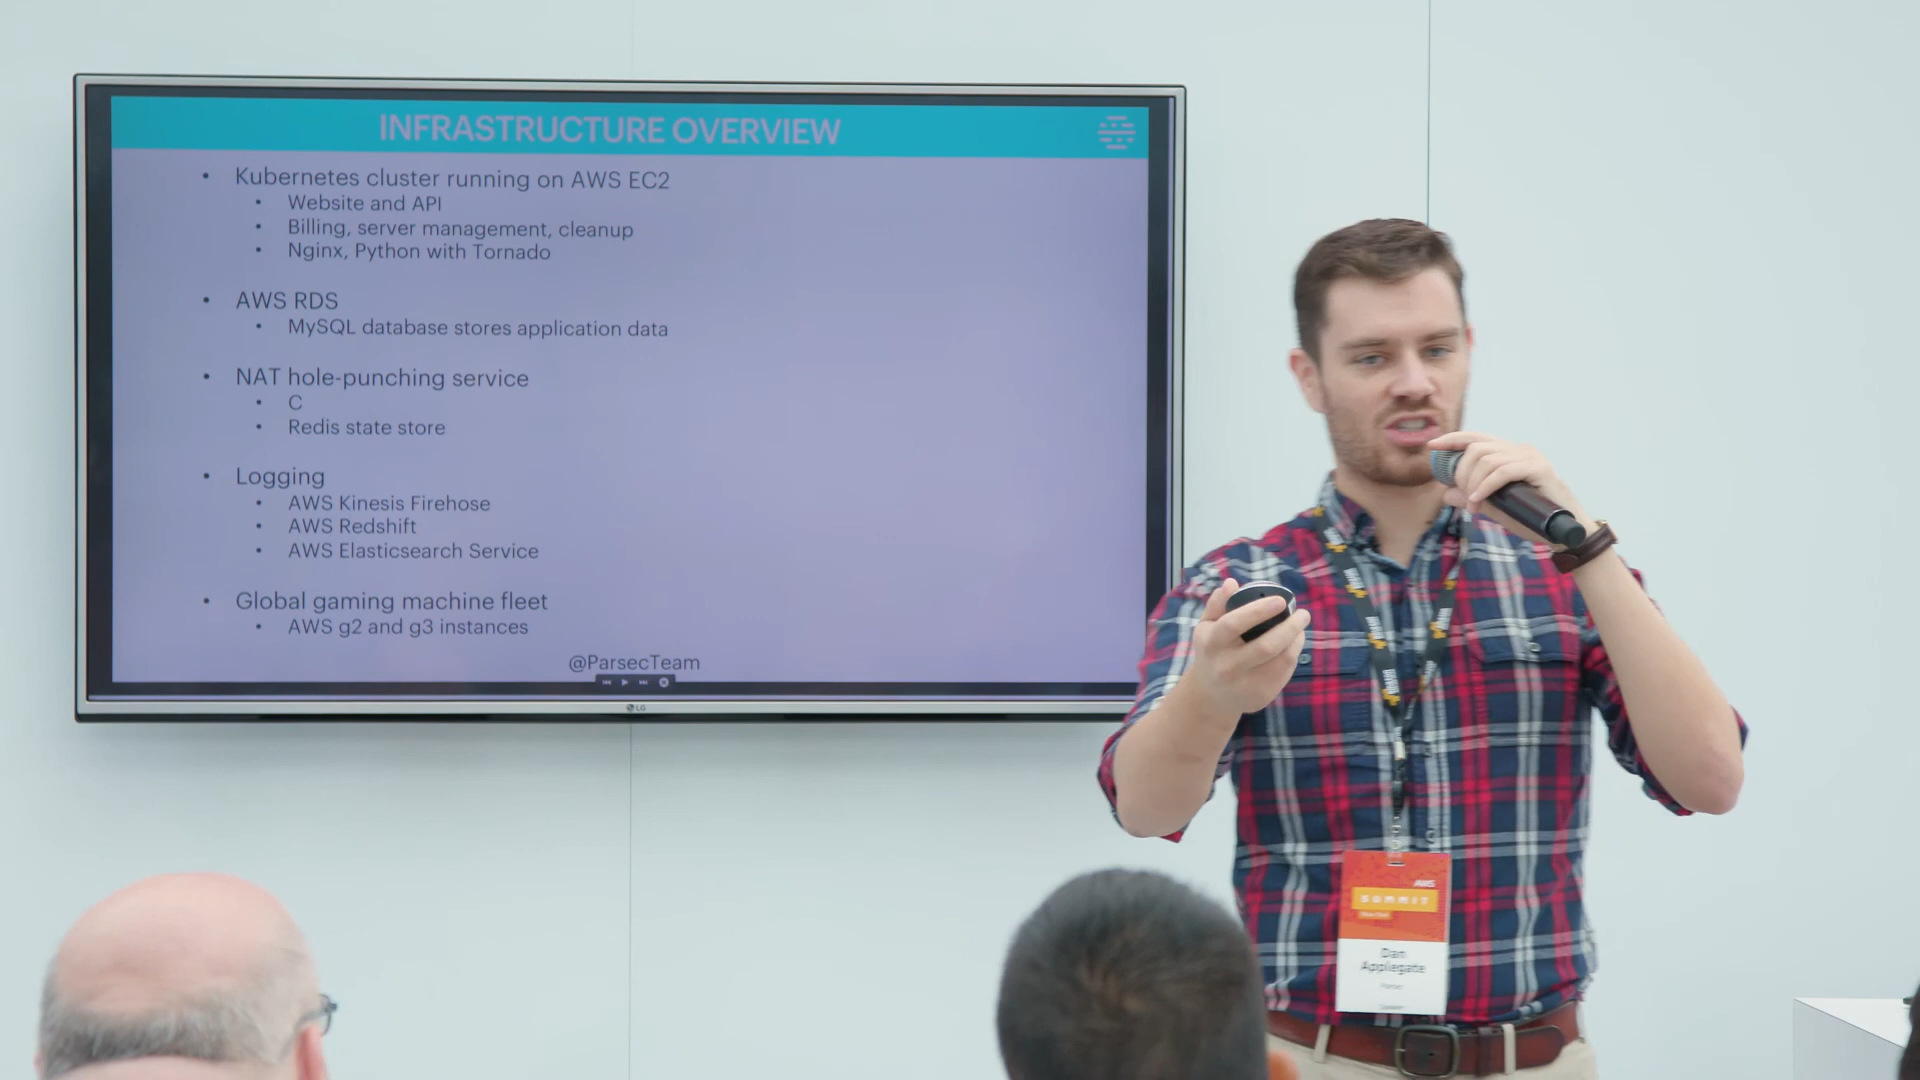 INFRASTRUCTURE OVERVIEW
• Kubernetes cluster running on AWS EC2
• Website and API
• Billing, server management, cleanup
• Nginx, Python with Tornado
• AWS RDS
• MySQL database stores application data
• NAT hole-punching service
• C
• Redis state store
• Logging
• AWS Kinesis Firehose
• AWS Redshift
• AWS Elasticsearch Service
• Global gaming machine fleet
• AWS g2 and g3 instances
@ParsecTeam
LG
AWS
SUMMIT
Dan
Applegate